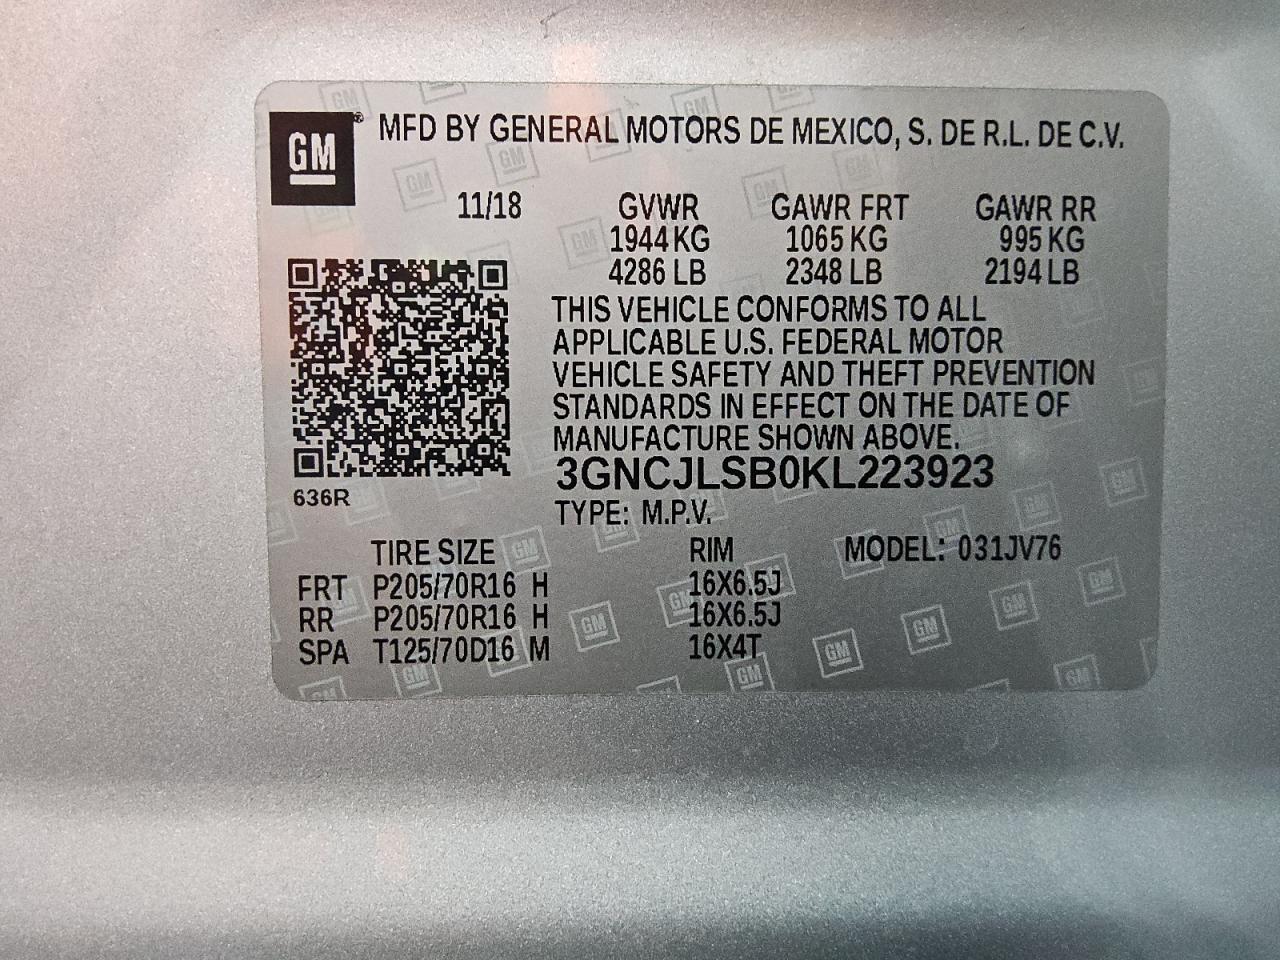 GM® MFD BY GENERAL MOTORS DE MEXICO, S. DE R.L. DE C.V.
11/18 GVWR GAWR FRT GAWR RR
1944 KG 1065 KG 995 KG
4286 LB 2348 LB 2194 LB
THIS VEHICLE CONFORMS TO ALL
APPLICABLE U.S. FEDERAL MOTOR
VEHICLE SAFETY AND THEFT PREVENTION
STANDARDS IN EFFECT ON THE DATE OF
MANUFACTURE SHOWN ABOVE.
3GNCJLSB0KL223923
636R
TYPE: M.P.V.
TIRE SIZE RIM MODEL: 031JV76
FRT P205/70R16 H 16X6.5J
RR P205/70R16 H 16X6.5J
SPA T125/70D16 M 16X4T